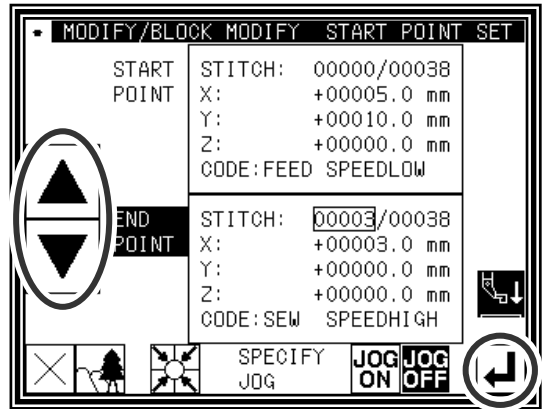 MODIFY/BLOCK MODIFY START POINT SET
START POINT
STITCH: 00000/00038
X: +00005.0 mm
Y: +00010.0 mm
Z: +00000.0 mm
CODE:FEED SPEEDLOW
END POINT
STITCH: 00003/00038
X: +00003.0 mm
Y: +00000.0 mm
Z: +00000.0 mm
CODE:SEW SPEEDHIGH
SPECIFY JOG
JOG ON
JOG OFF